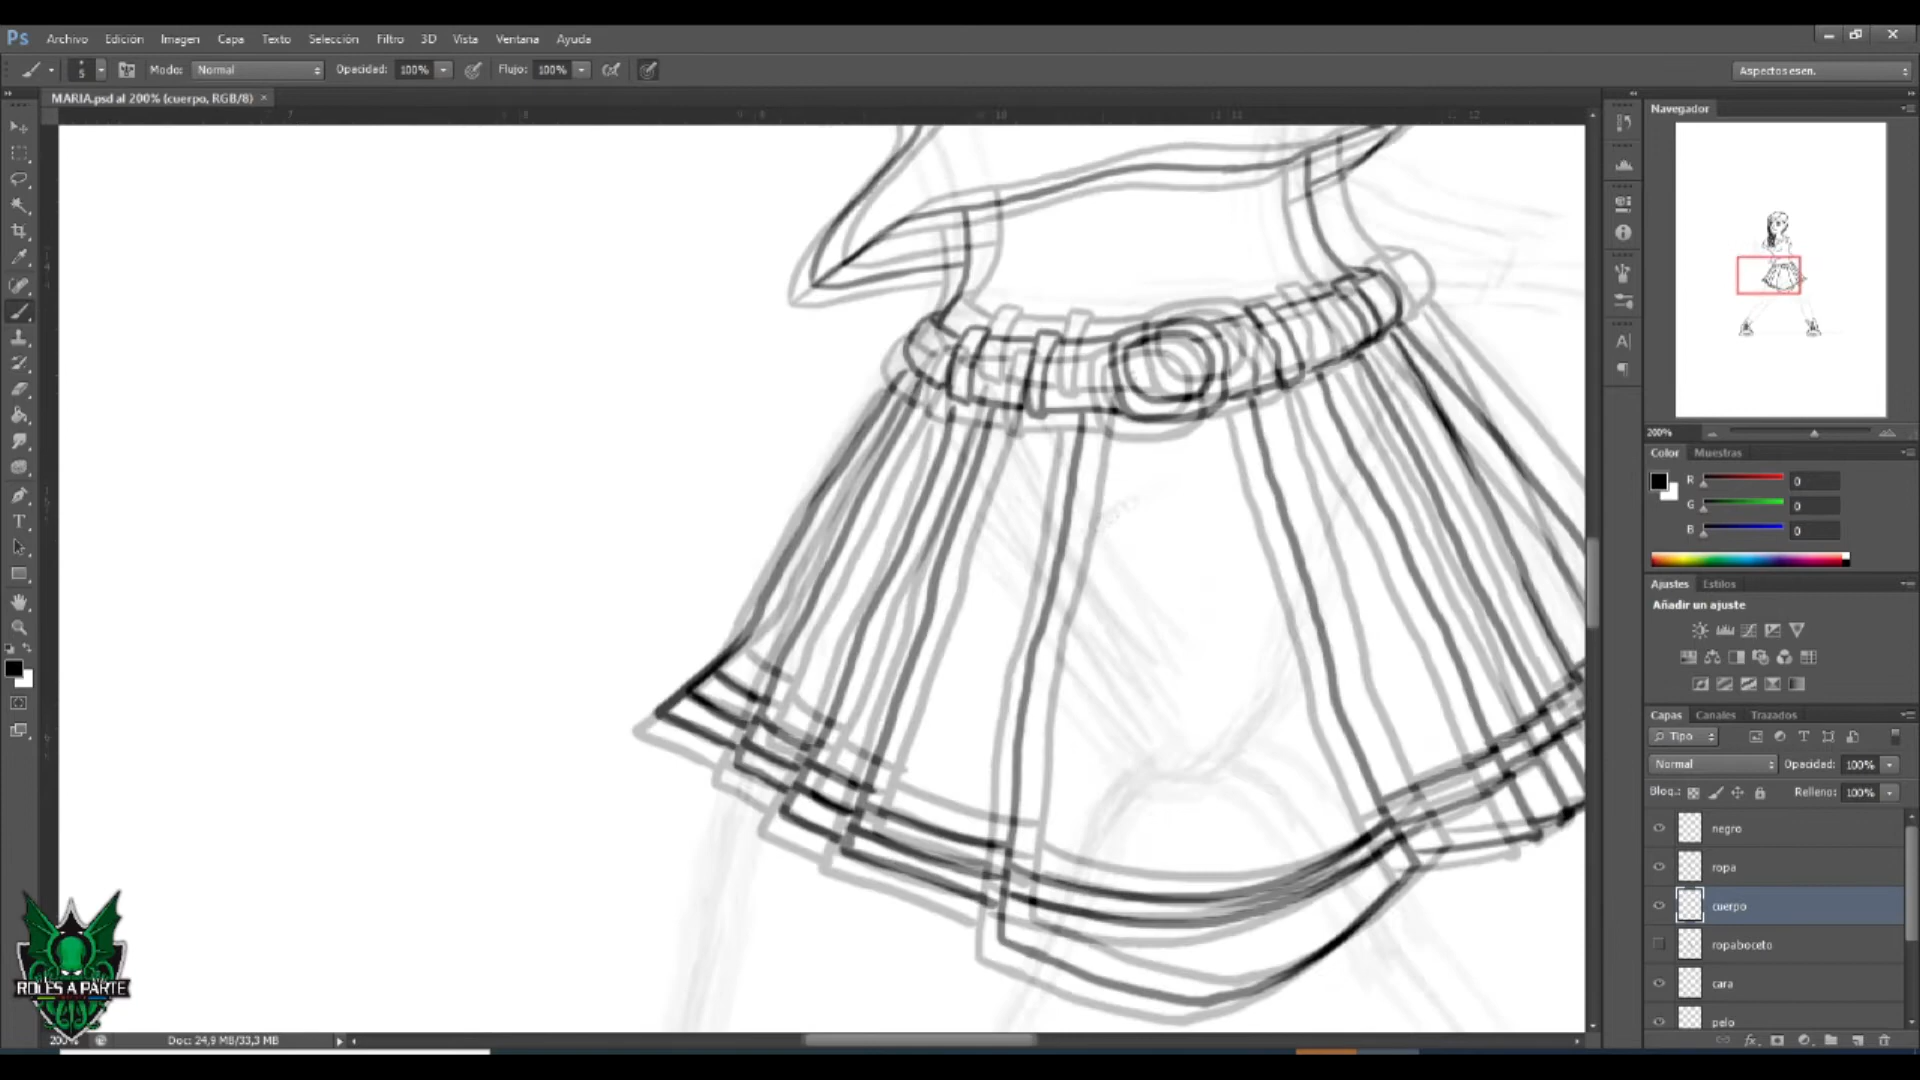 Ps Archivo Edición Imagen Capa Texto Selección Filtro 3D Vista Ventana Ayuda
5 Modo: Normal Opacidad: 100% Flujo: 100% Aspectos esen.
MARIA.psd al 200% (cuerpo, RGB/8) ×
Navegador
200%
Color Muestras
R 0
G 0
B 0
Ajustes Estilos
Añadir un ajuste
Capas Canales Trazados
Tipo
Normal Opacidad: 100%
Bloq.: Relleno: 100%
negro
ropa
cuerpo
ropaboceto
cara
pelo
ROLES A PARTE
200% Doc: 24,9 MB/33,3 MB